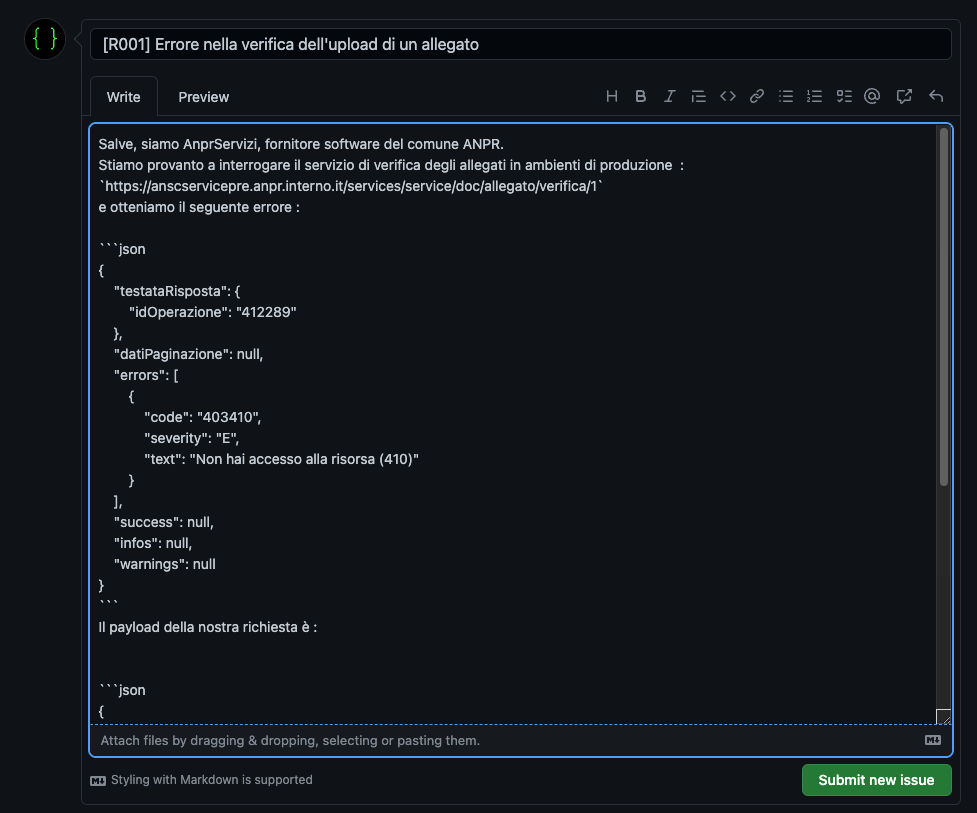 { }
[R001] Errore nella verifica dell'upload di un allegato
Write Preview
Salve, siamo AnprServizi, fornitore software del comune ANPR.
Stiamo provanto a interrogare il servizio di verifica degli allegati in ambienti di produzione  :
`https://anscservicepre.anpr.interno.it/services/service/doc/allegato/verifica/1`
e otteniamo il seguente errore :
```json
{
    "testataRisposta": {
        "idOperazione": "412289"
    },
    "datiPaginazione": null,
    "errors": [
        {
            "code": "403410",
            "severity": "E",
            "text": "Non hai accesso alla risorsa (410)"
        }
    ],
    "success": null,
    "infos": null,
    "warnings": null
}
```
Il payload della nostra richiesta è :
```json
{
Attach files by dragging & dropping, selecting or pasting them.
Styling with Markdown is supported
Submit new issue